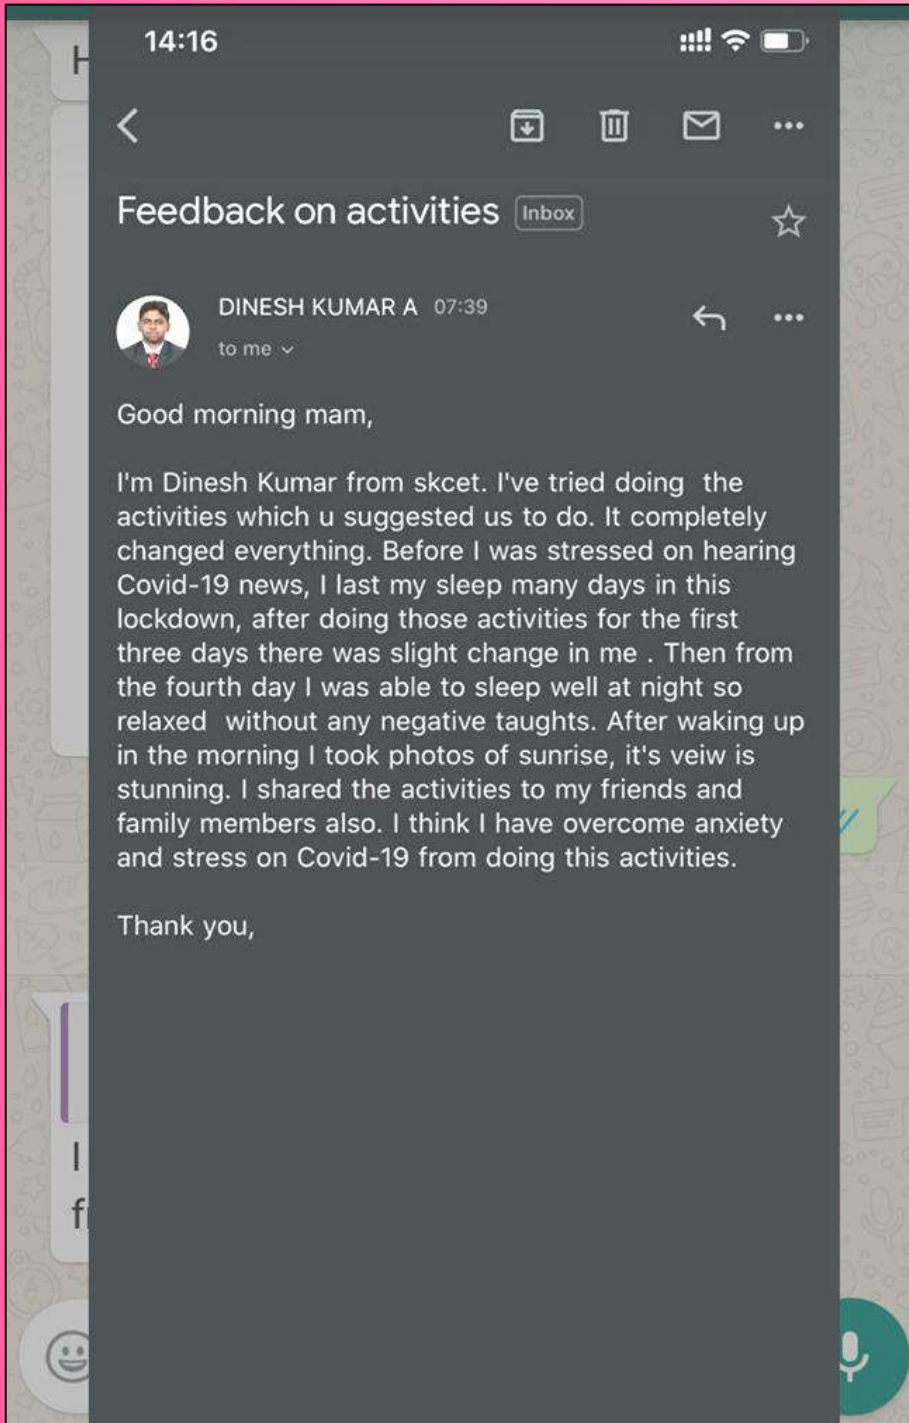 14:16
Feedback on activities Inbox
DINESH KUMAR A 07:39
to me
Good morning mam,
I'm Dinesh Kumar from skcet. I've tried doing the
activities which u suggested us to do. It completely
changed everything. Before I was stressed on hearing
Covid-19 news, I last my sleep many days in this
lockdown, after doing those activities for the first
three days there was slight change in me . Then from
the fourth day I was able to sleep well at night so
relaxed without any negative taughts. After waking up
in the morning I took photos of sunrise, it's veiw is
stunning. I shared the activities to my friends and
family members also. I think I have overcome anxiety
and stress on Covid-19 from doing this activities.
Thank you,